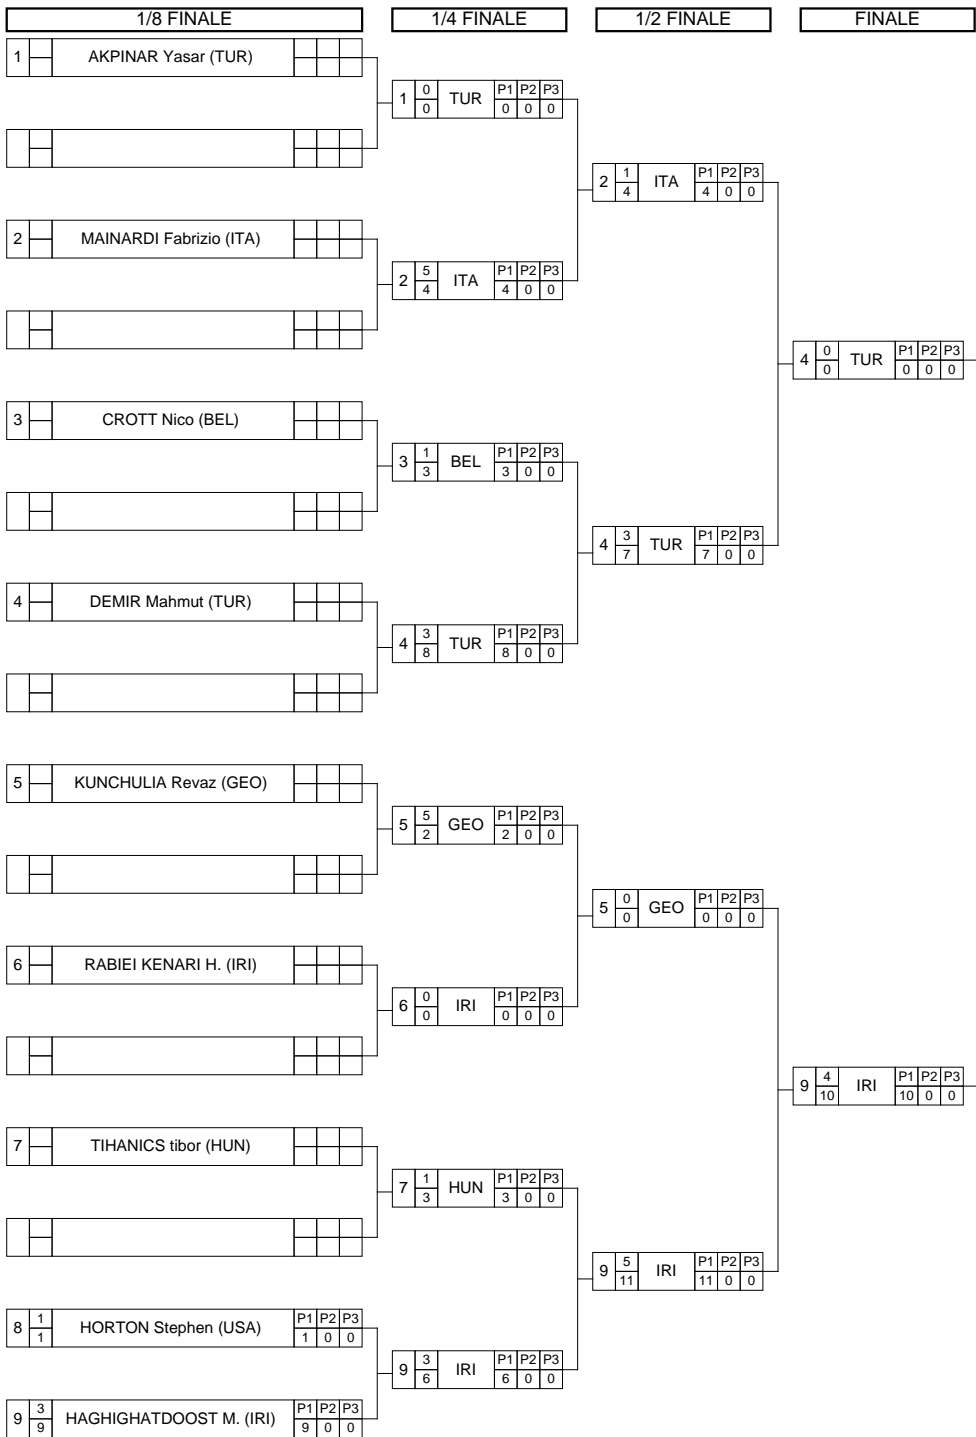 1/8 FINALE 1/4 FINALE 1/2 FINALE FINALE
1 AKPINAR Yasar (TUR)
1 0 0 TUR P1 P2 P3 0 0 0
2 1 4 ITA P1 P2 P3 4 0 0
2 MAINARDI Fabrizio (ITA)
2 5 4 ITA P1 P2 P3 4 0 0
4 0 0 TUR P1 P2 P3 0 0 0
3 CROTT Nico (BEL)
3 1 3 BEL P1 P2 P3 3 0 0
4 3 7 TUR P1 P2 P3 7 0 0
4 DEMIR Mahmut (TUR)
4 3 8 TUR P1 P2 P3 8 0 0
5 KUNCHULIA Revaz (GEO)
5 5 2 GEO P1 P2 P3 2 0 0
5 0 0 GEO P1 P2 P3 0 0 0
6 RABIEI KENARI H. (IRI)
6 0 0 IRI P1 P2 P3 0 0 0
9 4 10 IRI P1 P2 P3 10 0 0
7 TIHANICS tibor (HUN)
7 1 3 HUN P1 P2 P3 3 0 0
9 5 11 IRI P1 P2 P3 11 0 0
8 1 1 HORTON Stephen (USA) P1 P2 P3 1 0 0
9 3 6 IRI P1 P2 P3 6 0 0
9 3 9 HAGHIGHATDOOST M. (IRI) P1 P2 P3 9 0 0